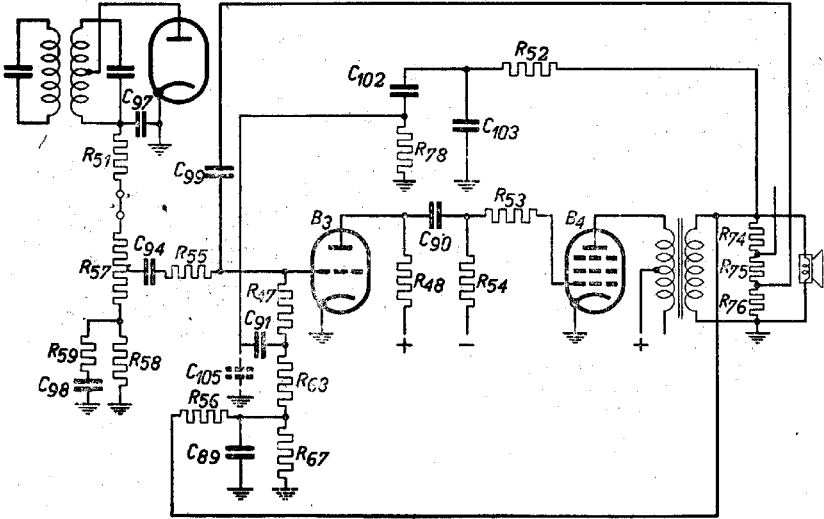 R52
C102
C97
C103
R51
R78
C99
R53
B3
B4
C90
C94
R55
R57
R74
R75
R47
R48
R54
R76
C91
+
−
+
R59
R58
C105
R63
C98
R56
C89
R67